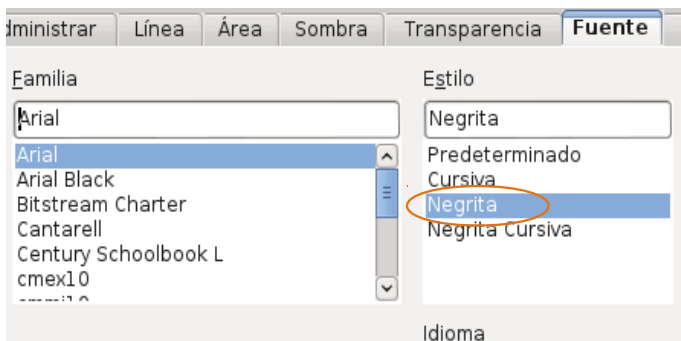 dministrar Línea Área Sombra Transparencia Fuente
Familia
Arial
Arial
Arial Black
Bitstream Charter
Cantarell
Century Schoolbook L
cmex10
Estilo
Negrita
Predeterminado
Cursiva
Negrita
Negrita Cursiva
Idioma